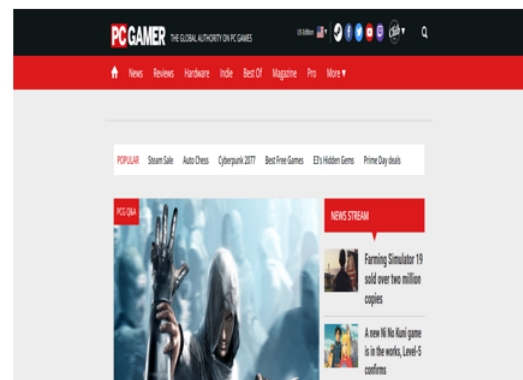 PC GAMER THE GLOBAL AUTHORITY ON PC GAMES US Edition
News Reviews Hardware Indie Best Of Magazine Pro More ▼
POPULAR Steam Sale Auto Chess Cyberpunk 2077 Best Free Games E3's Hidden Gems Prime Day deals
PCG Q&A
NEWS STREAM
Farming Simulator 19
sold over two million
copies
A new Ni No Kuni game
is in the works, Level-5
confirms